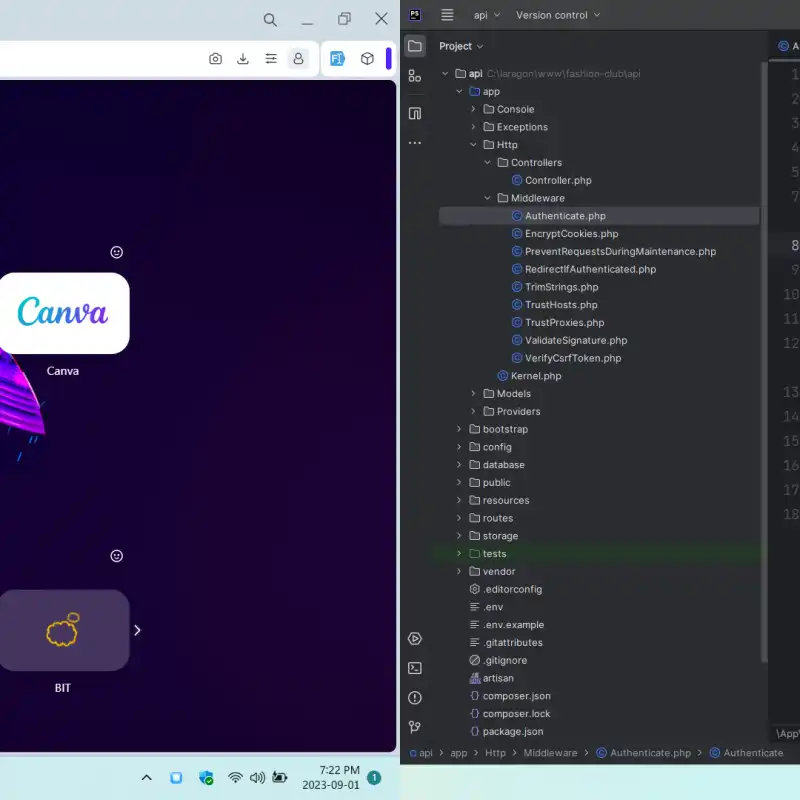 Canva
Canva
BIT
7:22 PM
2023-09-01
1
PS
api
Version control
Project
A
api C:\laragon\www\fashion-club\api
app
Console
Exceptions
Http
Controllers
Controller.php
Middleware
Authenticate.php
EncryptCookies.php
PreventRequestsDuringMaintenance.php
RedirectIfAuthenticated.php
TrimStrings.php
TrustHosts.php
TrustProxies.php
ValidateSignature.php
VerifyCsrfToken.php
Kernel.php
Models
Providers
bootstrap
config
database
public
resources
routes
storage
tests
vendor
.editorconfig
.env
.env.example
.gitattributes
.gitignore
artisan
composer.json
composer.lock
package.json
1
2
3
4
5
7
8
9
10
11
12
13
14
15
16
17
18
\App\
api > app > Http > Middleware > Authenticate.php > Authenticate